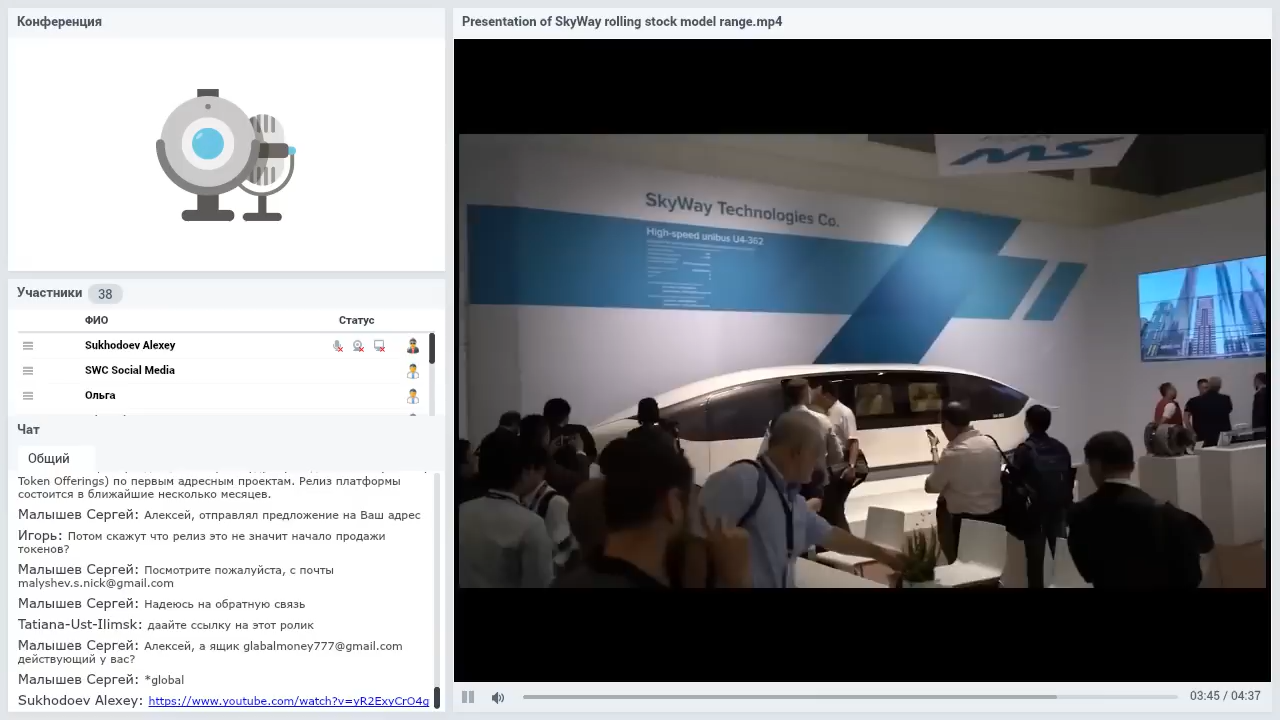 Конференция
Участники 38
ФИО Статус
Sukhodoev Alexey
SWC Social Media
Ольга
Чат
Общий
Token Offerings) по первым адресным проектам. Релиз платформы
состоится в ближайшие несколько месяцев.
Малышев Сергей: Алексей, отправлял предложение на Ваш адрес
Игорь: Потом скажут что релиз это не значит начало продажи
токенов?
Малышев Сергей: Посмотрите пожалуйста, с почты
malyshev.s.nick@gmail.com
Малышев Сергей: Надеюсь на обратную связь
Tatiana-Ust-Ilimsk: даайте ссылку на этот ролик
Малышев Сергей: Алексей, а ящик glabalmoney777@gmail.com
действующий у вас?
Малышев Сергей: *global
Sukhodoev Alexey: https://www.youtube.com/watch?v=yR2ExyCrO4g
Presentation of SkyWay rolling stock model range.mp4
SkyWay Technologies Co.
High-speed unibus U4-362
03:45 / 04:37